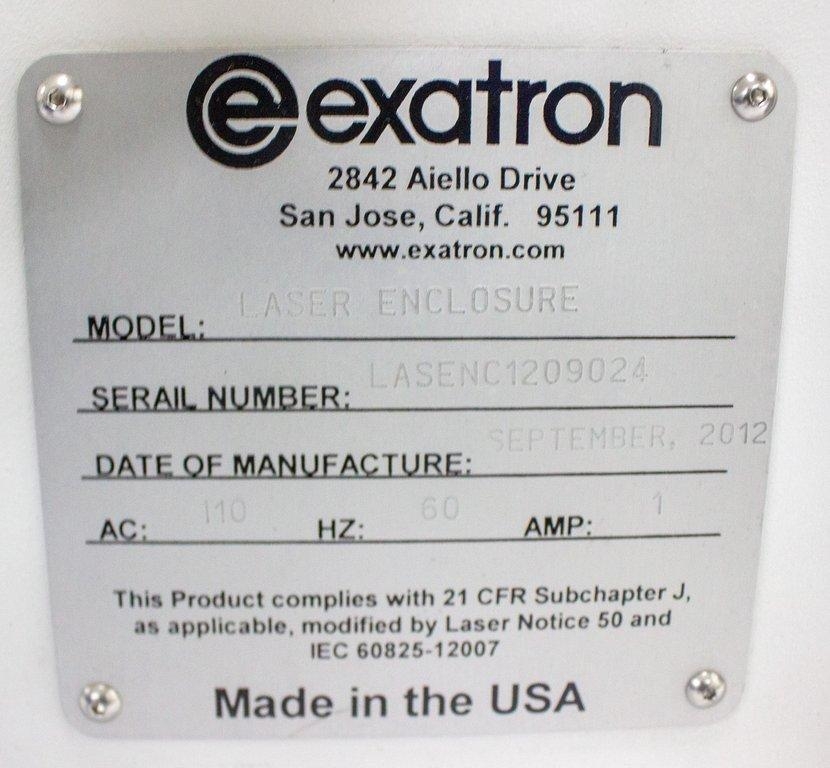 e exatron
2842 Aiello Drive
San Jose, Calif. 95111
www.exatron.com
MODEL: LASER ENCLOSURE
SERAIL NUMBER: LASENC1209024
DATE OF MANUFACTURE: SEPTEMBER, 2012
AC: 110 HZ: 60 AMP: 1
This Product complies with 21 CFR Subchapter J,
as applicable, modified by Laser Notice 50 and
IEC 60825-12007
Made in the USA